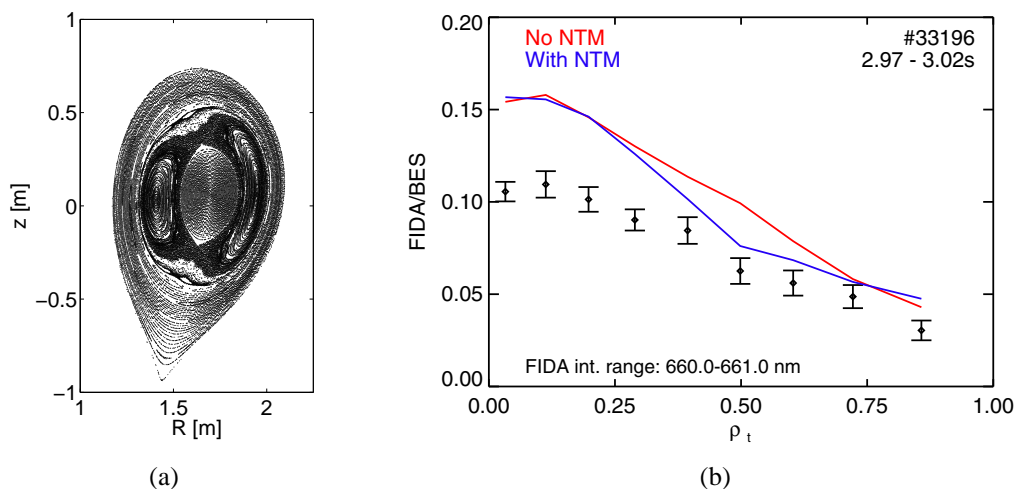 1
0.5
0
−0.5
−1
z [m]
1
1.5
2
R [m]
(a)
0.20
0.15
0.10
0.05
0.00
FIDA/BES
No NTM
With NTM
#33196
2.97 - 3.02s
FIDA int. range: 660.0-661.0 nm
0.00
0.25
0.50
0.75
1.00
ρ t
(b)